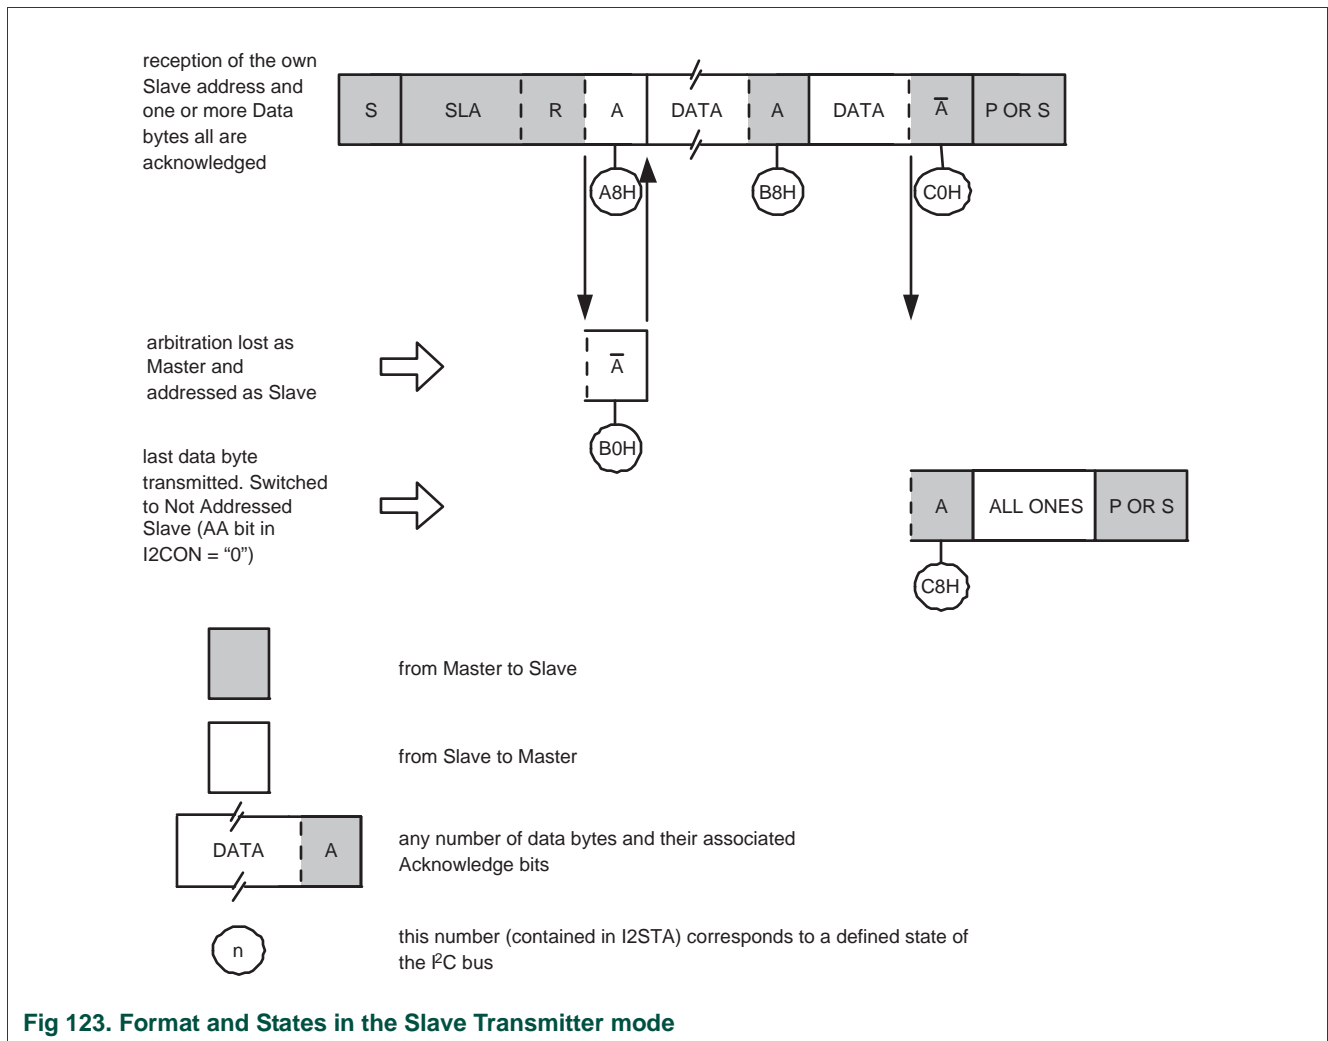 reception of the own
Slave address and
one or more Data
bytes all are
acknowledged
S SLA R A DATA A DATA A̅ P OR S
A8H B8H C0H
arbitration lost as
Master and
addressed as Slave
A̅
B0H
last data byte
transmitted. Switched
to Not Addressed
Slave (AA bit in
I2CON = “0”)
A ALL ONES P OR S
C8H
from Master to Slave
from Slave to Master
DATA A
any number of data bytes and their associated
Acknowledge bits
n
this number (contained in I2STA) corresponds to a defined state of
the I²C bus
Fig 123. Format and States in the Slave Transmitter mode